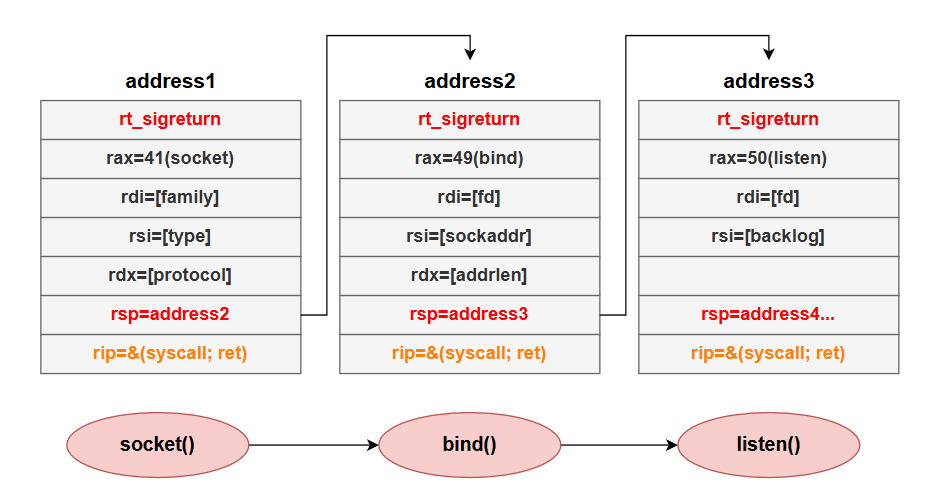 address1
rt_sigreturn
rax=41(socket)
rdi=[family]
rsi=[type]
rdx=[protocol]
rsp=address2
rip=&(syscall; ret)
address2
rt_sigreturn
rax=49(bind)
rdi=[fd]
rsi=[sockaddr]
rdx=[addrlen]
rsp=address3
rip=&(syscall; ret)
address3
rt_sigreturn
rax=50(listen)
rdi=[fd]
rsi=[backlog]
rsp=address4...
rip=&(syscall; ret)
socket()
bind()
listen()